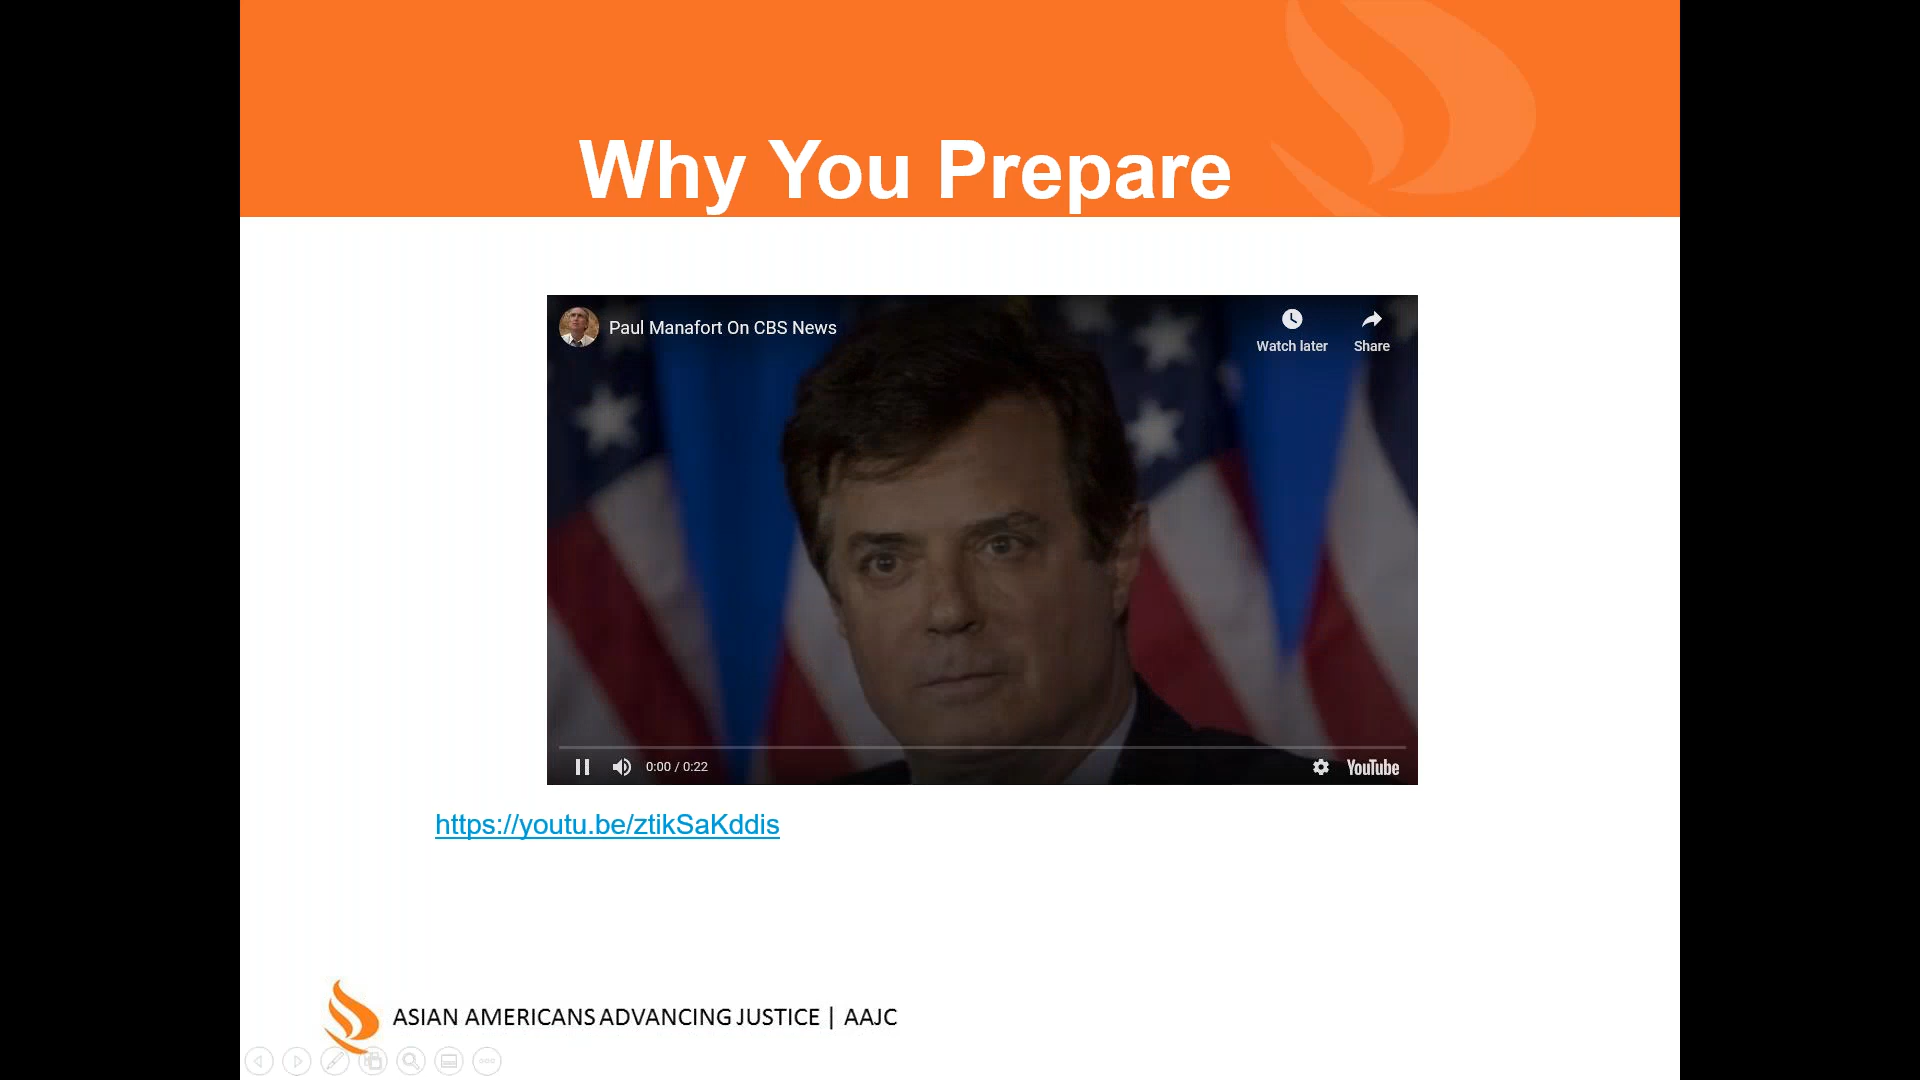 Why You Prepare
Paul Manafort On CBS News
Watch later
Share
0:00 / 0:22
YouTube
https://youtu.be/ztikSaKddis
ASIAN AMERICANS ADVANCING JUSTICE | AAJC